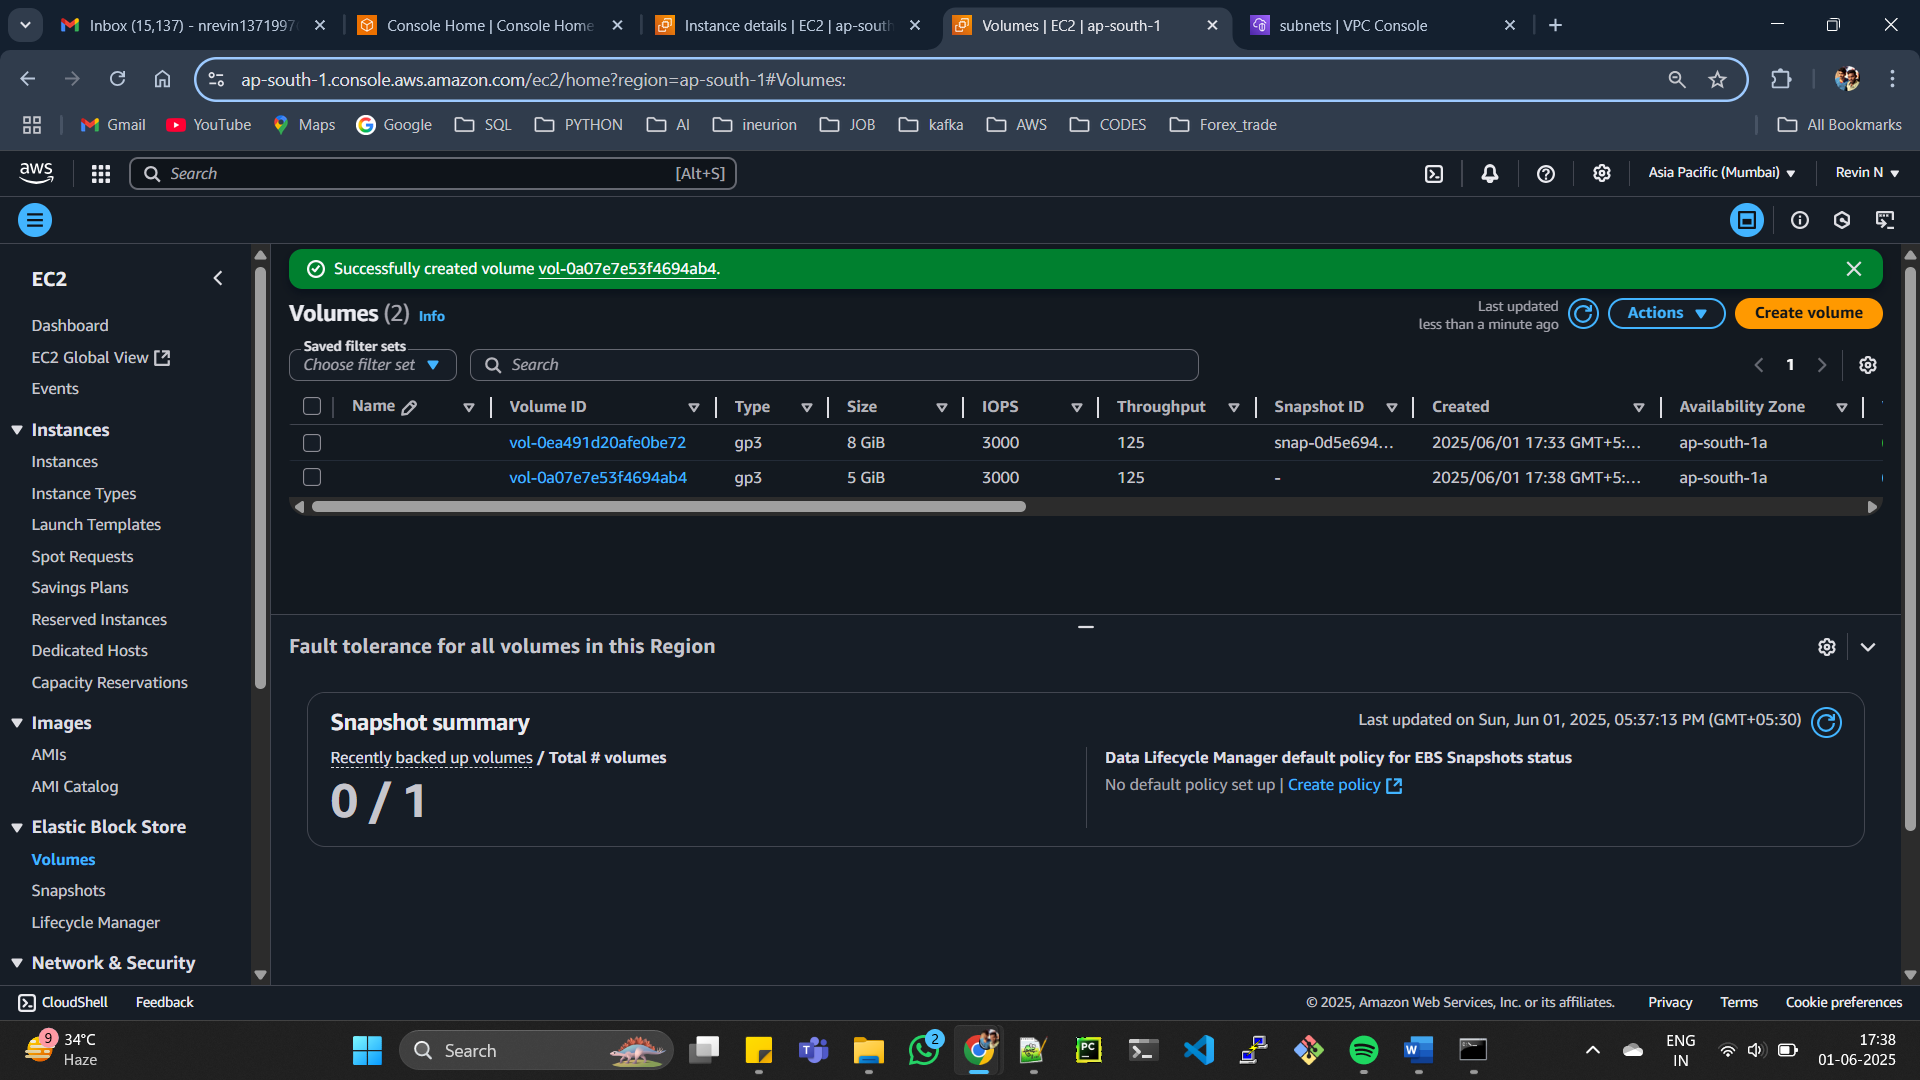 Inbox (15,137) - nrevin1371997
Console Home | Console Home
Instance details | EC2 | ap-south
Volumes | EC2 | ap-south-1
subnets | VPC Console
ap-south-1.console.aws.amazon.com/ec2/home?region=ap-south-1#Volumes:
Gmail YouTube Maps Google SQL PYTHON AI ineurion JOB kafka AWS CODES Forex_trade All Bookmarks
aws Search [Alt+S] Asia Pacific (Mumbai) Revin N
EC2
Dashboard
EC2 Global View
Events
Instances
Instances
Instance Types
Launch Templates
Spot Requests
Savings Plans
Reserved Instances
Dedicated Hosts
Capacity Reservations
Images
AMIs
AMI Catalog
Elastic Block Store
Volumes
Snapshots
Lifecycle Manager
Network & Security
Successfully created volume vol-0a07e7e53f4694ab4.
Volumes (2) Info
Last updated
less than a minute ago
Actions
Create volume
Saved filter sets
Choose filter set
Search
1
Name Volume ID Type Size IOPS Throughput Snapshot ID Created Availability Zone
vol-0ea491d20afe0be72 gp3 8 GiB 3000 125 snap-0d5e694... 2025/06/01 17:33 GMT+5:... ap-south-1a
vol-0a07e7e53f4694ab4 gp3 5 GiB 3000 125 - 2025/06/01 17:38 GMT+5:... ap-south-1a
Fault tolerance for all volumes in this Region
Snapshot summary
Last updated on Sun, Jun 01, 2025, 05:37:13 PM (GMT+05:30)
Recently backed up volumes / Total # volumes
0 / 1
Data Lifecycle Manager default policy for EBS Snapshots status
No default policy set up | Create policy
CloudShell Feedback © 2025, Amazon Web Services, Inc. or its affiliates. Privacy Terms Cookie preferences
9
34°C
Haze
Search
2
ENG
IN
17:38
01-06-2025